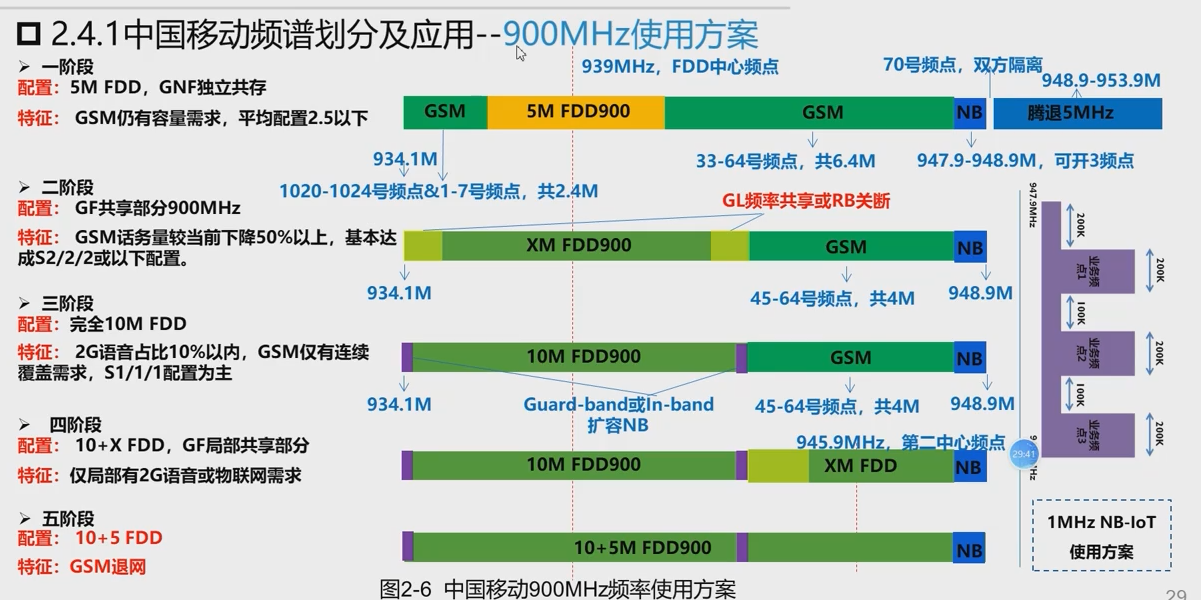 2.4.1中国移动频谱划分及应用--900MHz使用方案
一阶段
配置： 5M FDD，GNF独立共存
特征： GSM仍有容量需求，平均配置2.5以下
939MHz，FDD中心频点
70号频点，双方隔离
948.9-953.9M
GSM
5M FDD900
GSM
NB
腾退5MHz
934.1M
1020-1024号频点&1-7号频点，共2.4M
33-64号频点，共6.4M
947.9-948.9M，可开3频点
二阶段
配置： GF共享部分900MHz
特征： GSM话务量较当前下降50%以上，基本达
成S2/2/2或以下配置。
GL频率共享或RB关断
XM FDD900
GSM
NB
934.1M
45-64号频点，共4M
948.9M
三阶段
配置：完全10M FDD
特征： 2G语音占比10%以内，GSM仅有连续
覆盖需求，S1/1/1配置为主
10M FDD900
GSM
NB
934.1M
Guard-band或In-band
扩容NB
45-64号频点，共4M
948.9M
四阶段
配置： 10+X FDD，GF局部共享部分
特征：仅局部有2G语音或物联网需求
945.9MHz，第二中心频点
10M FDD900
XM FDD
NB
五阶段
配置： 10+5 FDD
特征：GSM退网
10+5M FDD900
NB
947.9MHz
200K
业务频
点1
200K
100K
业务频
点2
200K
100K
业务频
点3
200K
29:41
1MHz NB-IoT
使用方案
图2-6 中国移动900MHz频率使用方案
29